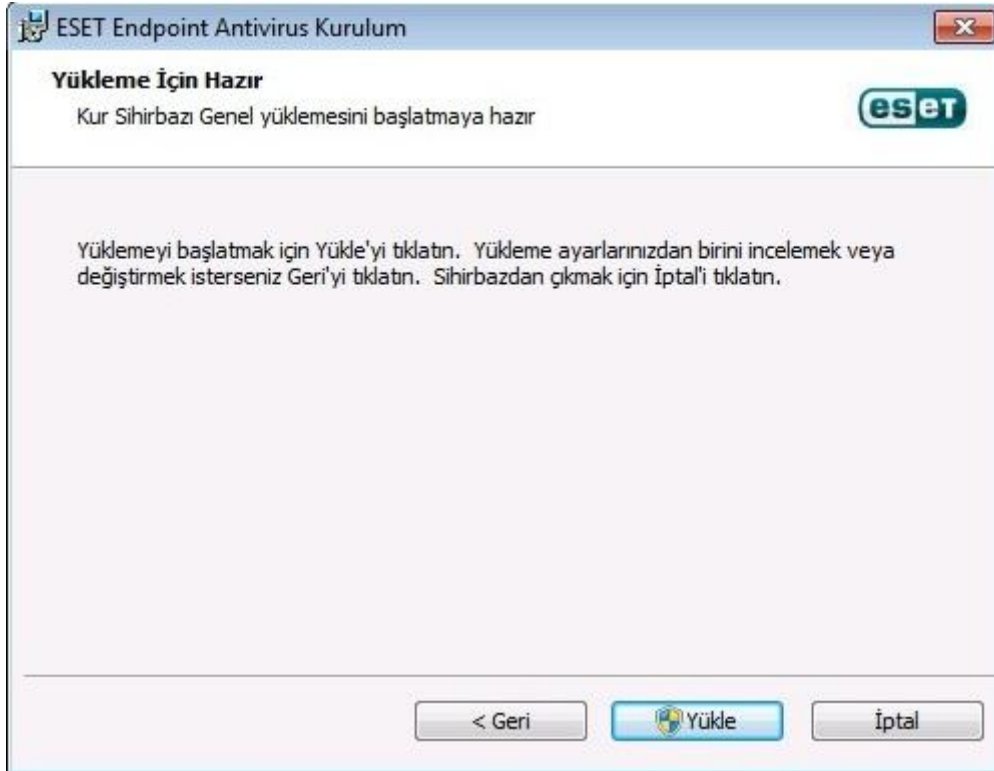 ESET Endpoint Antivirus Kurulum
Yükleme İçin Hazır
Kur Sihirbazı Genel yüklemesini başlatmaya hazır
eseT
Yüklemeyi başlatmak için Yükle'yi tıklatın. Yükleme ayarlarınızdan birini incelemek veya
değiştirmek isterseniz Geri'yi tıklatın. Sihirbazdan çıkmak için İptal'i tıklatın.
< Geri
Yükle
İptal